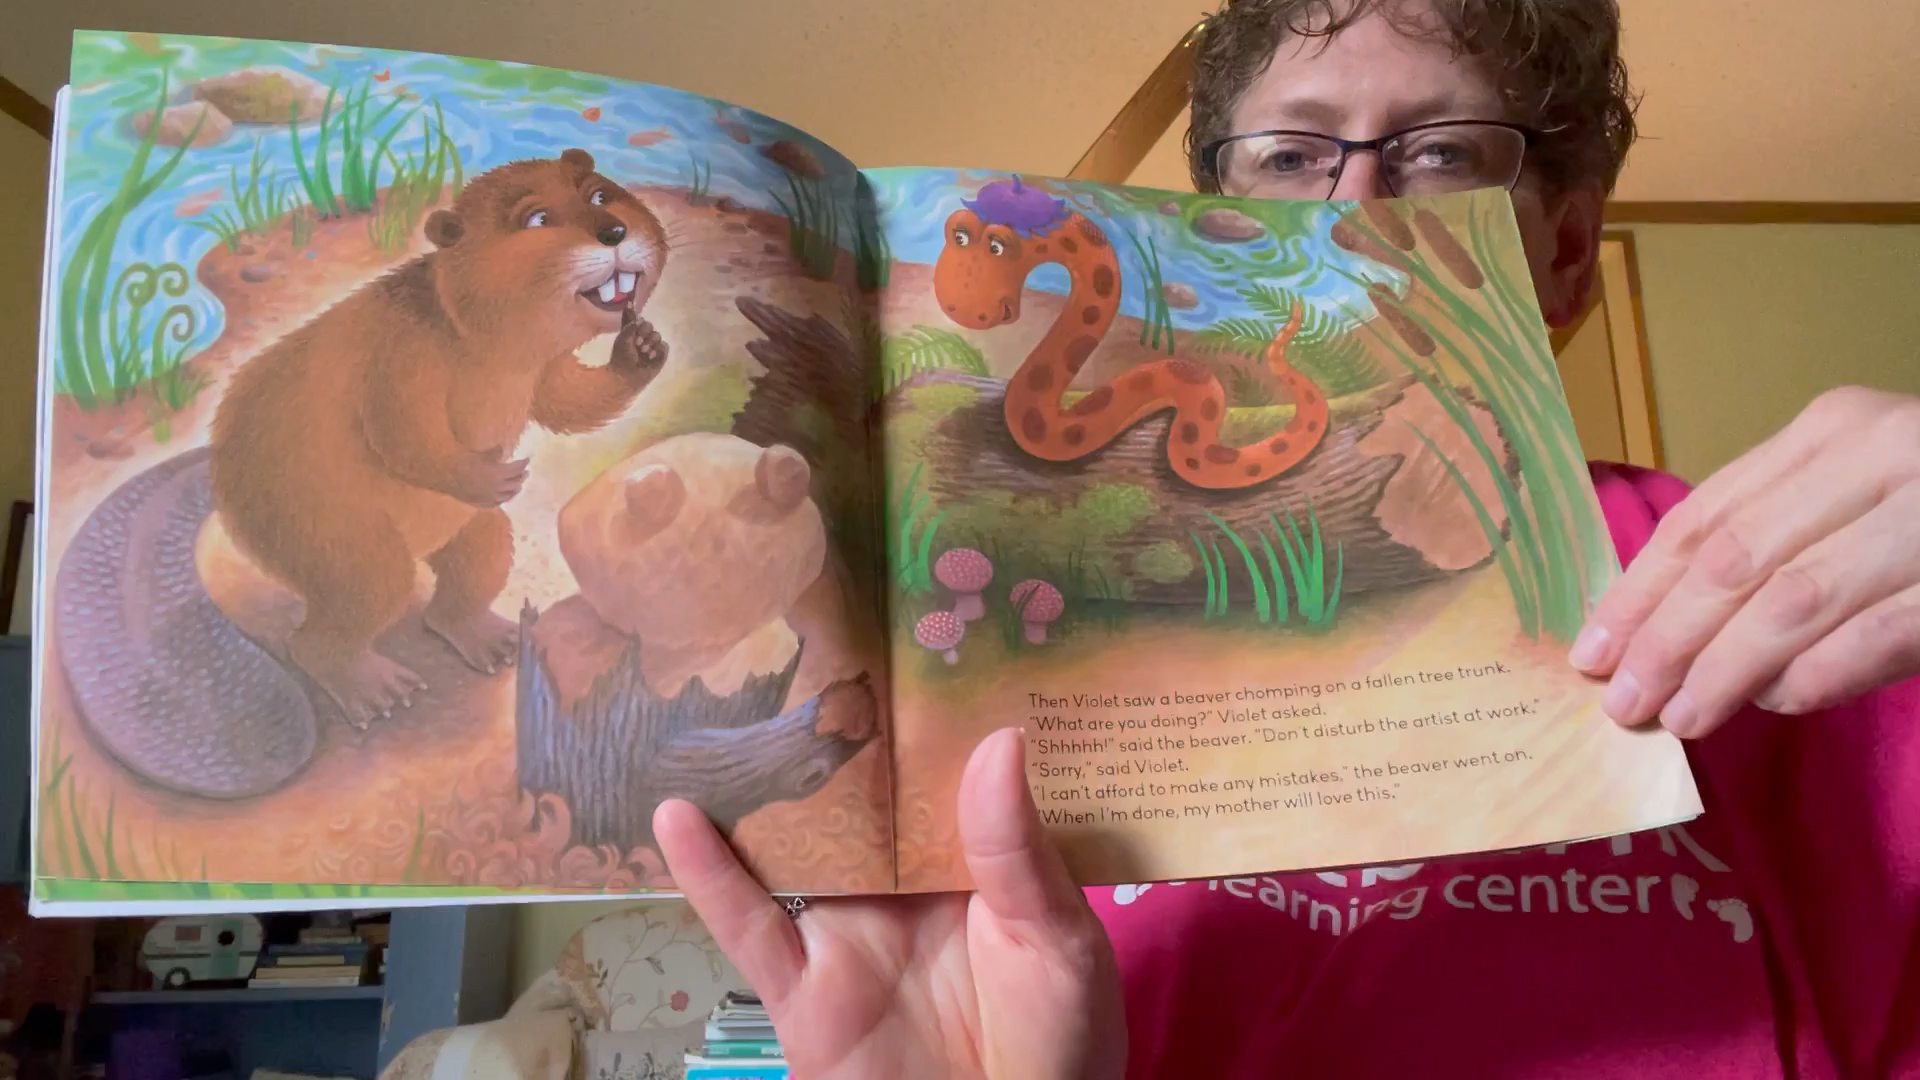 Then Violet saw a beaver chomping on a fallen tree trunk.
"What are you doing?" Violet asked.
"Shhhhh!" said the beaver. "Don't disturb the artist at work."
"Sorry," said Violet.
"I can't afford to make any mistakes," the beaver went on.
"When I'm done, my mother will love this."
learning center